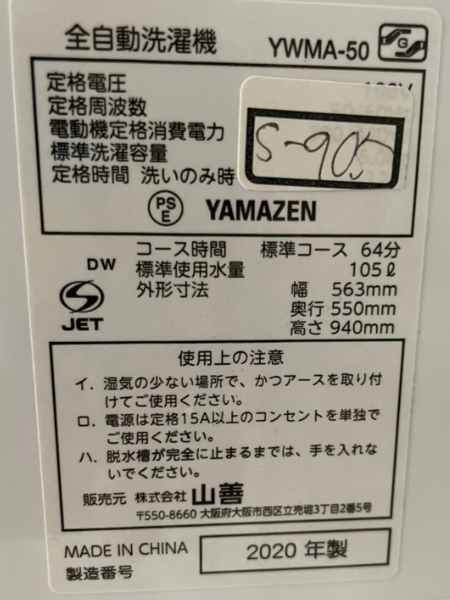 全自動洗濯機 YWMA-50
定格電圧
定格周波数
電動機定格消費電力
標準洗濯容量
定格時間 洗いのみ時
S-905
PS
E
YAMAZEN
コース時間 標準コース 64分
DW 標準使用水量 105ℓ
外形寸法 幅 563mm
奥行 550mm
高さ 940mm
JET
使用上の注意
イ. 湿気の少ない場所で、かつアースを取り付
けてご使用ください。
ロ. 電源は定格15A以上のコンセントを単独で
ご使用ください。
ハ. 脱水槽が完全に止まるまでは、手を入れな
いでください。
販売元 株式会社 山善
〒550-8660 大阪府大阪市西区立売堀3丁目2番5号
MADE IN CHINA 2020 年製
製造番号